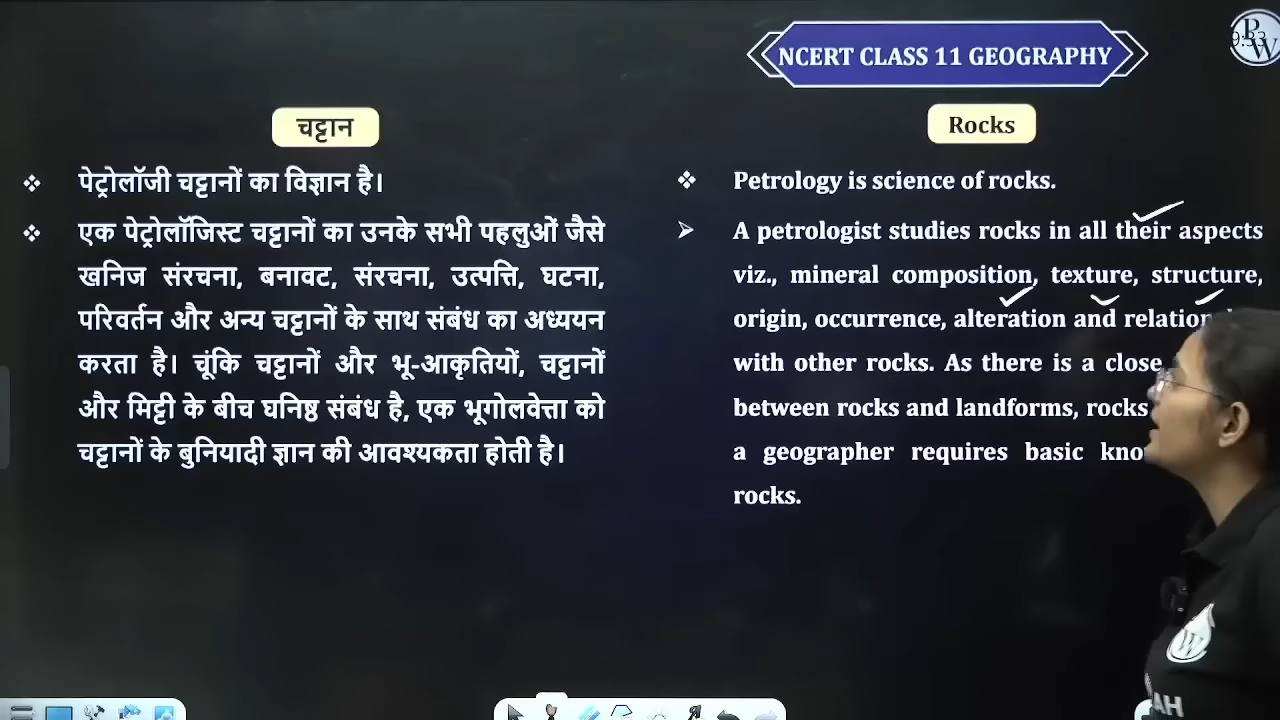 NCERT CLASS 11 GEOGRAPHY
PW
9:33
चट्टान
❖ पेट्रोलॉजी चट्टानों का विज्ञान है।
❖ एक पेट्रोलॉजिस्ट चट्टानों का उनके सभी पहलुओं जैसे
खनिज संरचना, बनावट, संरचना, उत्पत्ति, घटना,
परिवर्तन और अन्य चट्टानों के साथ संबंध का अध्ययन
करता है। चूंकि चट्टानों और भू-आकृतियों, चट्टानों
और मिट्टी के बीच घनिष्ठ संबंध है, एक भूगोलवेत्ता को
चट्टानों के बुनियादी ज्ञान की आवश्यकता होती है।
Rocks
❖ Petrology is science of rocks.
➢ A petrologist studies rocks in all their aspects
viz., mineral composition, texture, structure,
origin, occurrence, alteration and
with other rocks. As there is a close
between rocks and landforms, rocks
a geographer requires basic
rocks.
W
AH